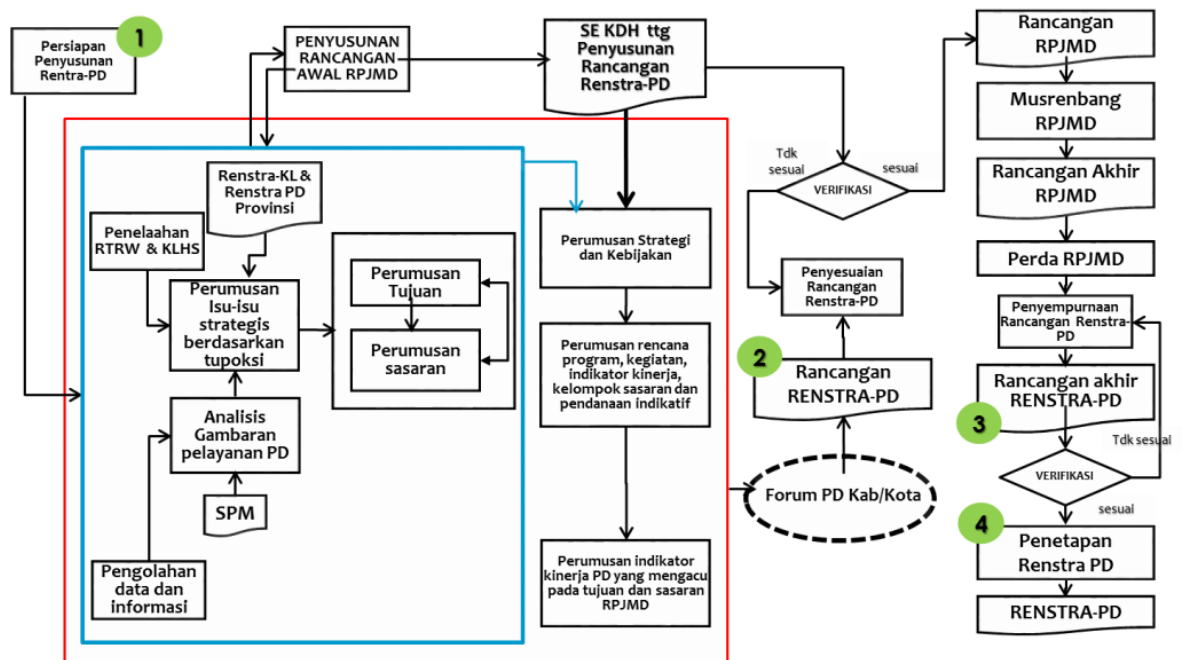 1
Persiapan
Penyusunan
Rentra-PD
PENYUSUNAN
RANCANGAN
AWAL RPJMD
SE KDH ttg
Penyusunan
Rancangan
Renstra-PD
Renstra-KL &
Renstra PD
Provinsi
Penelaahan
RTRW & KLHS
Perumusan
Isu-isu
strategis
berdasarkan
tupoksi
Perumusan
Tujuan
Perumusan
sasaran
Analisis
Gambaran
pelayanan PD
SPM
Pengolahan
data dan
informasi
Perumusan Strategi
dan Kebijakan
Perumusan rencana
program, kegiatan,
indikator kinerja,
kelompok sasaran dan
pendanaan indikatif
Perumusan indikator
kinerja PD yang mengacu
pada tujuan dan sasaran
RPJMD
Forum PD Kab/Kota
2
Rancangan
RENSTRA-PD
Penyesuaian
Rancangan
Renstra-PD
Tdk
sesuai
VERIFIKASI
sesuai
Rancangan
RPJMD
Musrenbang
RPJMD
Rancangan Akhir
RPJMD
Perda RPJMD
Penyempurnaan
Rancangan Renstra-
PD
Rancangan akhir
RENSTRA-PD
3
Tdk sesuai
VERIFIKASI
sesuai
4
Penetapan
Renstra PD
RENSTRA-PD